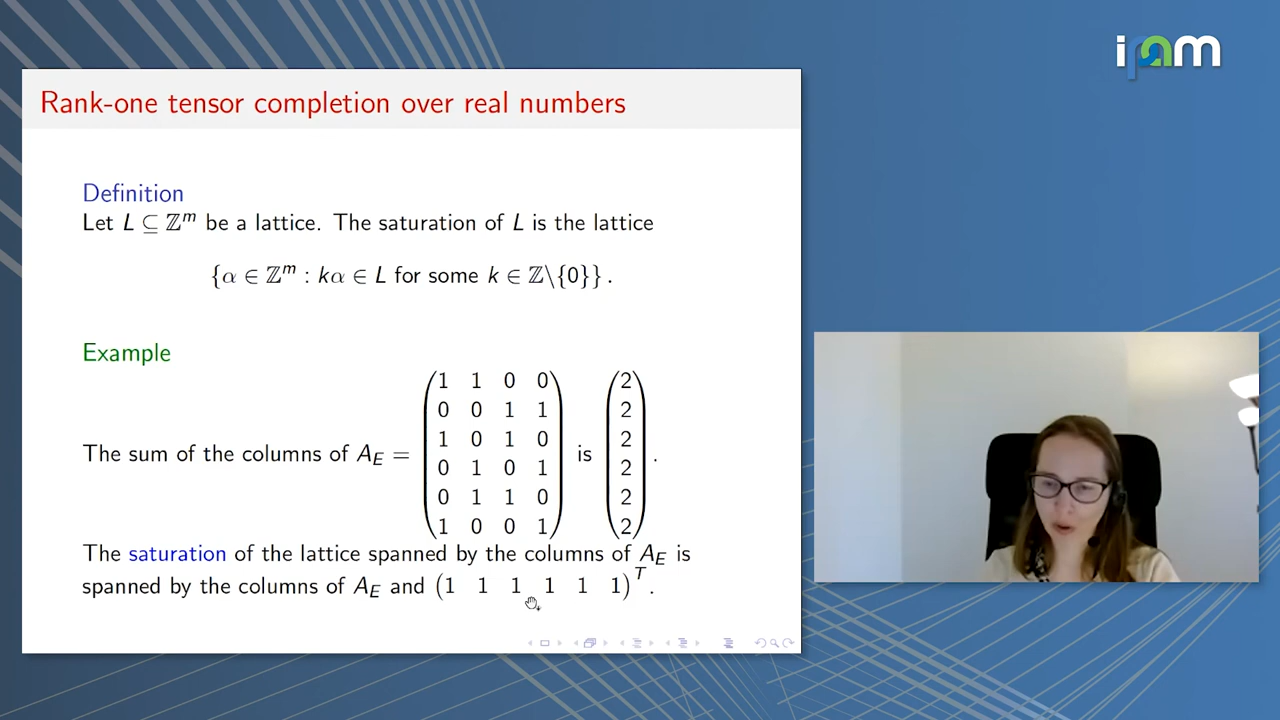 ipam
Rank-one tensor completion over real numbers
Definition
Let L ⊆ ℤᵐ be a lattice. The saturation of L is the lattice
{α ∈ ℤᵐ : kα ∈ L for some k ∈ ℤ\{0}} .
Example
1 1 0 0 2
0 0 1 1 2
1 0 1 0 2
The sum of the columns of A_E = is .
0 1 0 1 2
0 1 1 0 2
1 0 0 1 2
The saturation of the lattice spanned by the columns of A_E is
spanned by the columns of A_E and (1 1 1 1 1 1)ᵀ .